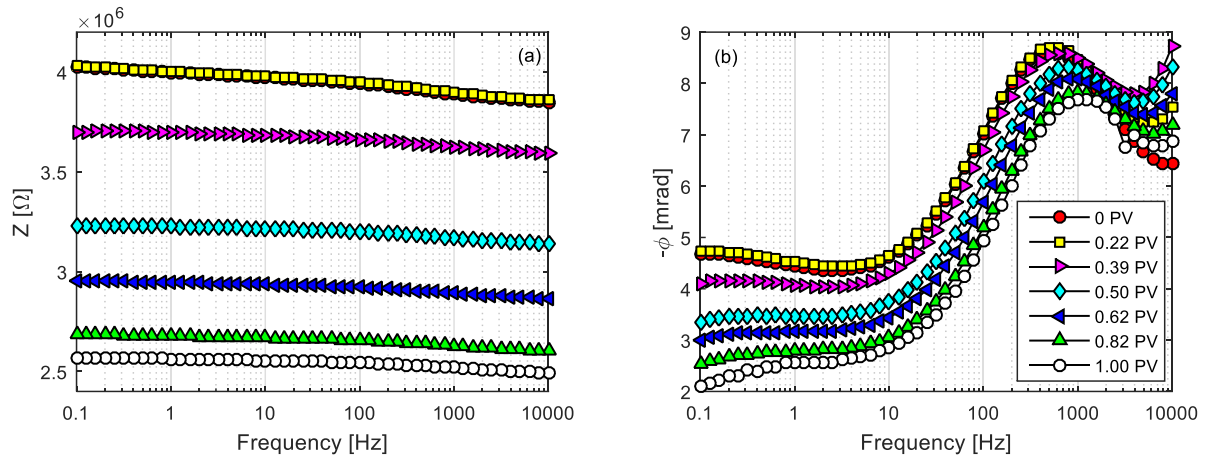 ×10⁶
(a)
4
3.5
3
2.5
Z [Ω]
0.1 1 10 100 1000 10000
Frequency [Hz]
(b)
9
8
7
6
5
4
3
2
-ϕ [mrad]
0 PV
0.22 PV
0.39 PV
0.50 PV
0.62 PV
0.82 PV
1.00 PV
0.1 1 10 100 1000 10000
Frequency [Hz]